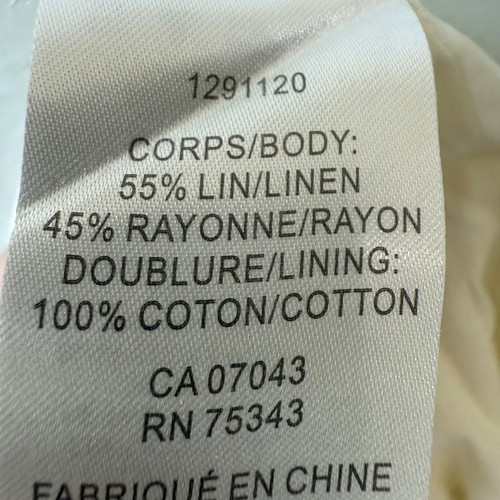 1291120
CORPS/BODY:
55% LIN/LINEN
45% RAYONNE/RAYON
DOUBLURE/LINING:
100% COTON/COTTON
CA 07043
RN 75343
FABRIQUÉ EN CHINE